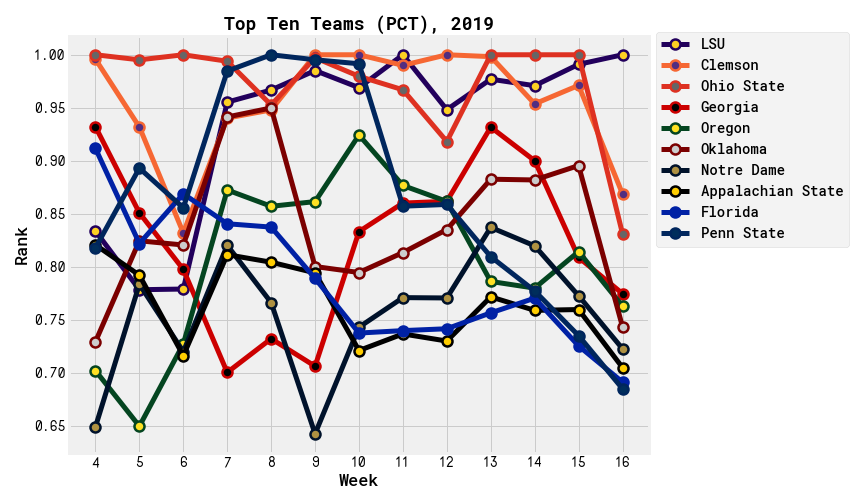 Top Ten Teams (PCT), 2019
LSU
Clemson
Ohio State
Georgia
Oregon
Oklahoma
Notre Dame
Appalachian State
Florida
Penn State
Rank
1.00
0.95
0.90
0.85
0.80
0.75
0.70
0.65
4 5 6 7 8 9 10 11 12 13 14 15 16
Week